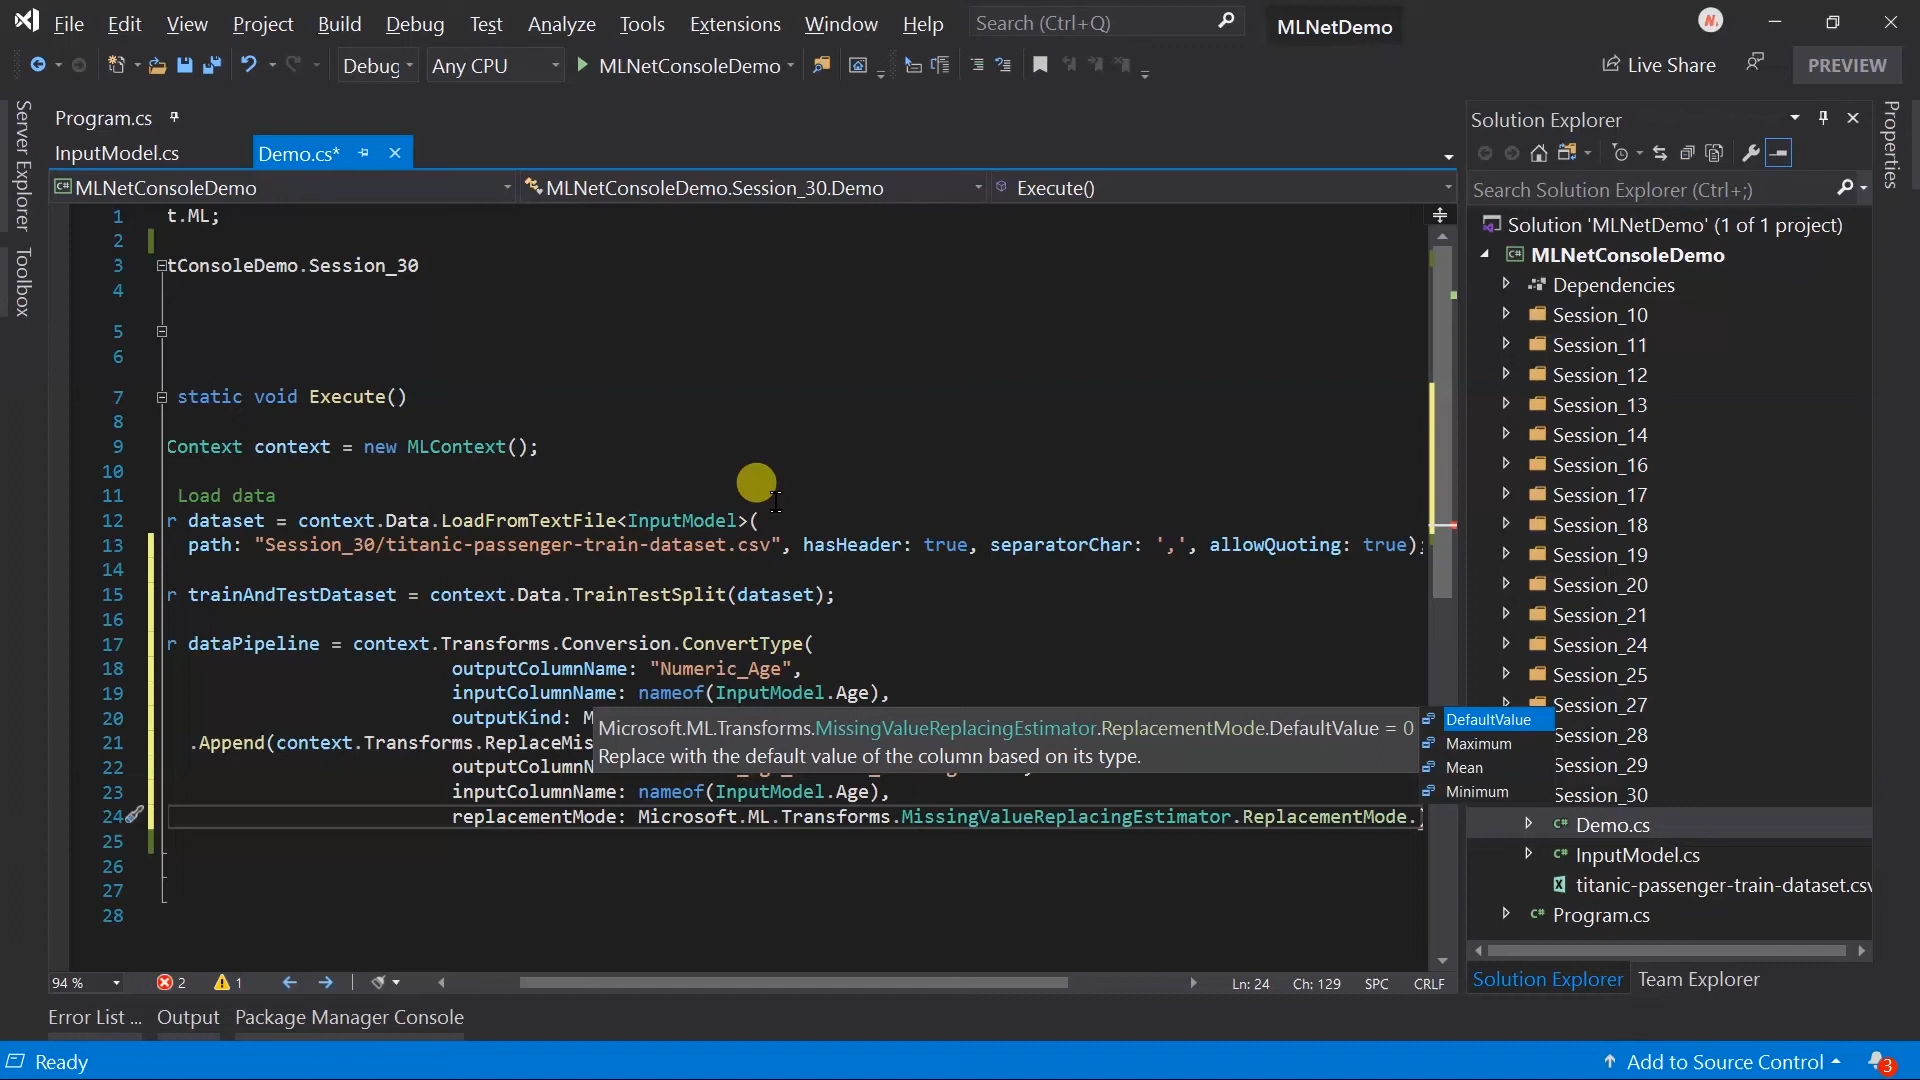 File Edit View Project Build Debug Test Analyze Tools Extensions Window Help Search (Ctrl+Q) MLNetDemo
Debug Any CPU MLNetConsoleDemo Live Share PREVIEW
Server Explorer
Toolbox
Program.cs
InputModel.cs Demo.cs*
MLNetConsoleDemo MLNetConsoleDemo.Session_30.Demo Execute()
1 t.ML;
2
3 tConsoleDemo.Session_30
4
5
6
7 static void Execute()
8
9 Context context = new MLContext();
10
11 Load data
12 r dataset = context.Data.LoadFromTextFile<InputModel>(
13 path: "Session_30/titanic-passenger-train-dataset.csv", hasHeader: true, separatorChar: ',', allowQuoting: true);
14
15 r trainAndTestDataset = context.Data.TrainTestSplit(dataset);
16
17 r dataPipeline = context.Transforms.Conversion.ConvertType(
18 outputColumnName: "Numeric_Age",
19 inputColumnName: nameof(InputModel.Age),
20 outputKind: M
21 .Append(context.Transforms.ReplaceMis
22 outputColumnN
23 inputColumnName: nameof(InputModel.Age),
24 replacementMode: Microsoft.ML.Transforms.MissingValueReplacingEstimator.ReplacementMode.
25
26
27
28
Microsoft.ML.Transforms.MissingValueReplacingEstimator.ReplacementMode.DefaultValue = 0
Replace with the default value of the column based on its type.
DefaultValue
Maximum
Mean
Minimum
94 % 2 1 Ln: 24 Ch: 129 SPC CRLF
Solution Explorer
Search Solution Explorer (Ctrl+;)
Solution 'MLNetDemo' (1 of 1 project)
MLNetConsoleDemo
Dependencies
Session_10
Session_11
Session_12
Session_13
Session_14
Session_16
Session_17
Session_18
Session_19
Session_20
Session_21
Session_24
Session_25
Session_27
Session_28
Session_29
Session_30
Demo.cs
InputModel.cs
titanic-passenger-train-dataset.csv
Program.cs
Solution Explorer Team Explorer
Properties
Error List ... Output Package Manager Console
Ready Add to Source Control 3